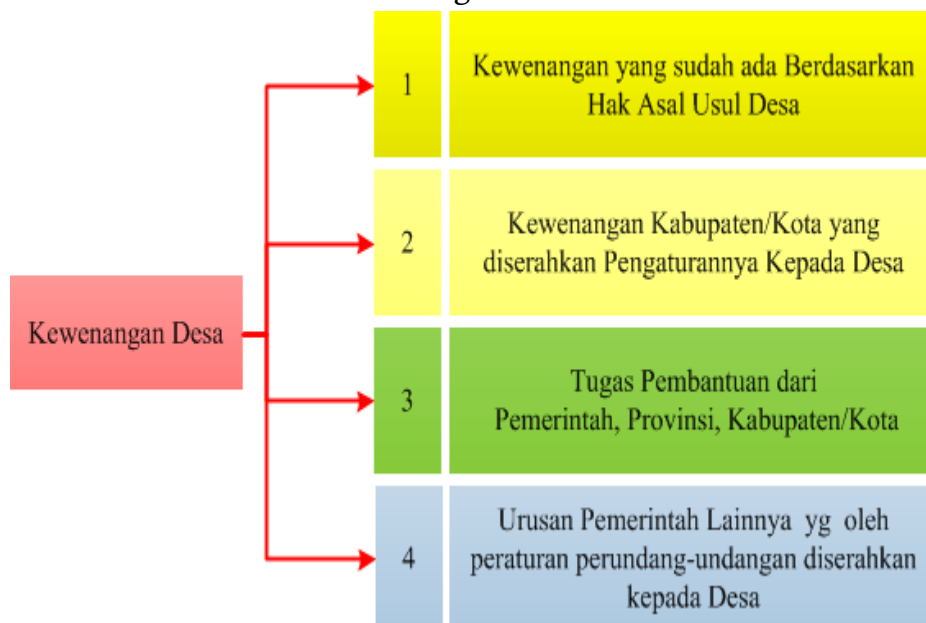 Kewenangan Desa
1
Kewenangan yang sudah ada Berdasarkan
Hak Asal Usul Desa
2
Kewenangan Kabupaten/Kota yang
diserahkan Pengaturannya Kepada Desa
3
Tugas Pembantuan dari
Pemerintah, Provinsi, Kabupaten/Kota
4
Urusan Pemerintah Lainnya yg oleh
peraturan perundang-undangan diserahkan
kepada Desa